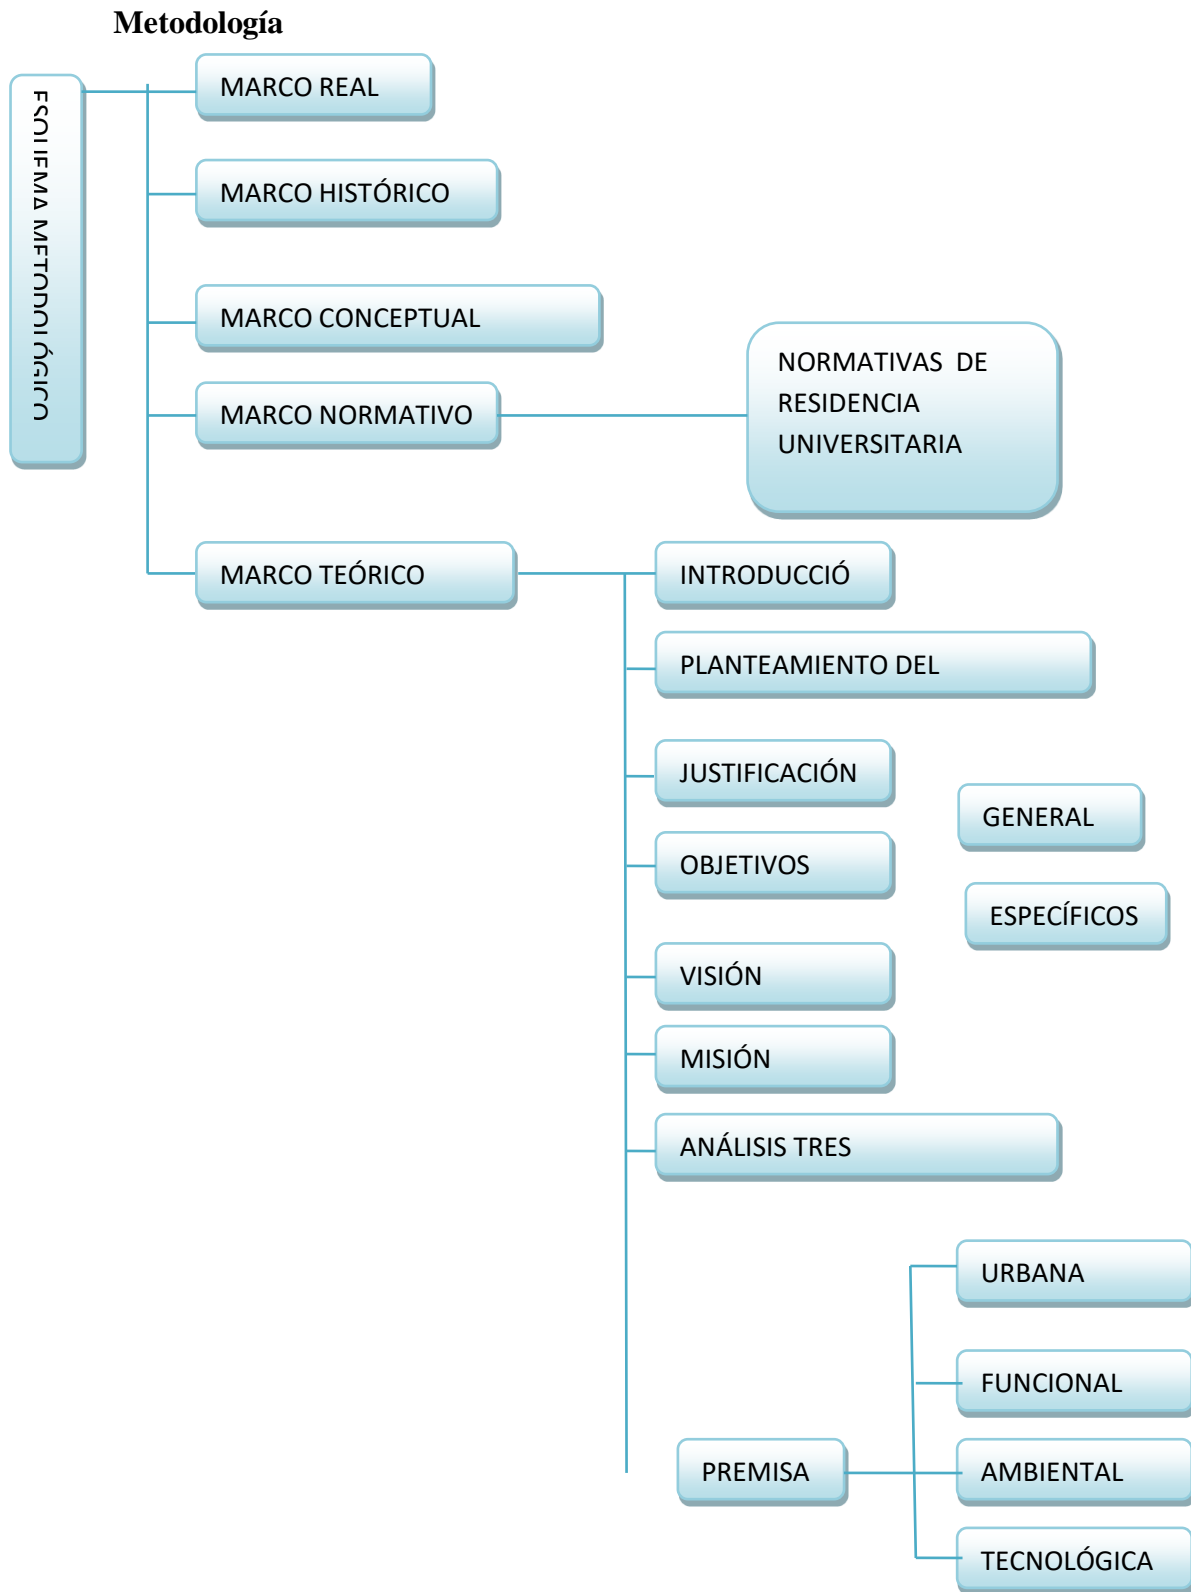 Metodología
ESQUEMA METODOLÓGICO
MARCO REAL
MARCO HISTÓRICO
MARCO CONCEPTUAL
MARCO NORMATIVO
NORMATIVAS DE
RESIDENCIA
UNIVERSITARIA
MARCO TEÓRICO
INTRODUCCIÓ
PLANTEAMIENTO DEL
JUSTIFICACIÓN
OBJETIVOS
GENERAL
ESPECÍFICOS
VISIÓN
MISIÓN
ANÁLISIS TRES
PREMISA
URBANA
FUNCIONAL
AMBIENTAL
TECNOLÓGICA